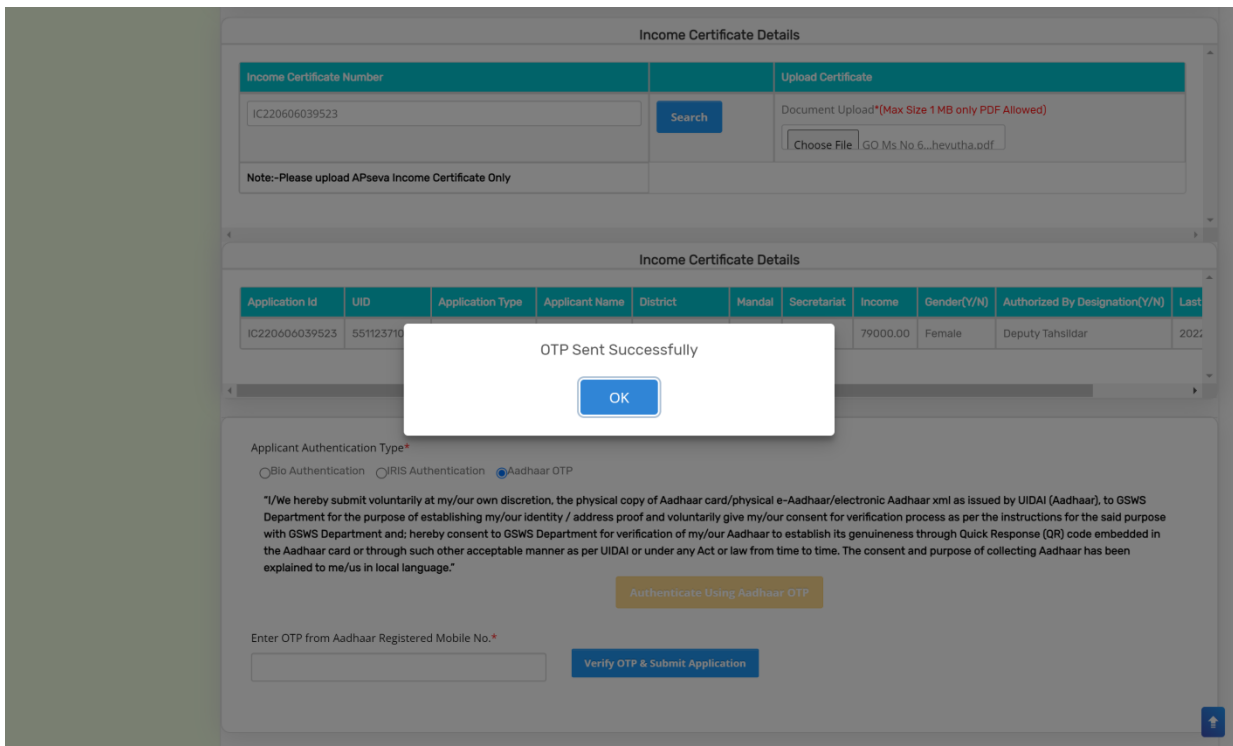 Income Certificate Details
Income Certificate Number
Upload Certificate
IC220606039523
Search
Document Upload*(Max Size 1 MB only PDF Allowed)
Choose File GO Ms No 6...hevutha.pdf
Note:-Please upload APseva Income Certificate Only
Income Certificate Details
Application Id UID Application Type Applicant Name District Mandal Secretariat Income Gender(Y/N) Authorized By Designation(Y/N) Last
IC220606039523 551123710 79000.00 Female Deputy Tahsildar 2022
OTP Sent Successfully
OK
Applicant Authentication Type*
Bio Authentication IRIS Authentication Aadhaar OTP
"I/We hereby submit voluntarily at my/our own discretion, the physical copy of Aadhaar card/physical e-Aadhaar/electronic Aadhaar xml as issued by UIDAI (Aadhaar), to GSWS
Department for the purpose of establishing my/our identity / address proof and voluntarily give my/our consent for verification process as per the instructions for the said purpose
with GSWS Department and; hereby consent to GSWS Department for verification of my/our Aadhaar to establish its genuineness through Quick Response (QR) code embedded in
the Aadhaar card or through such other acceptable manner as per UIDAI or under any Act or law from time to time. The consent and purpose of collecting Aadhaar has been
explained to me/us in local language."
Authenticate Using Aadhaar OTP
Enter OTP from Aadhaar Registered Mobile No.*
Verify OTP & Submit Application